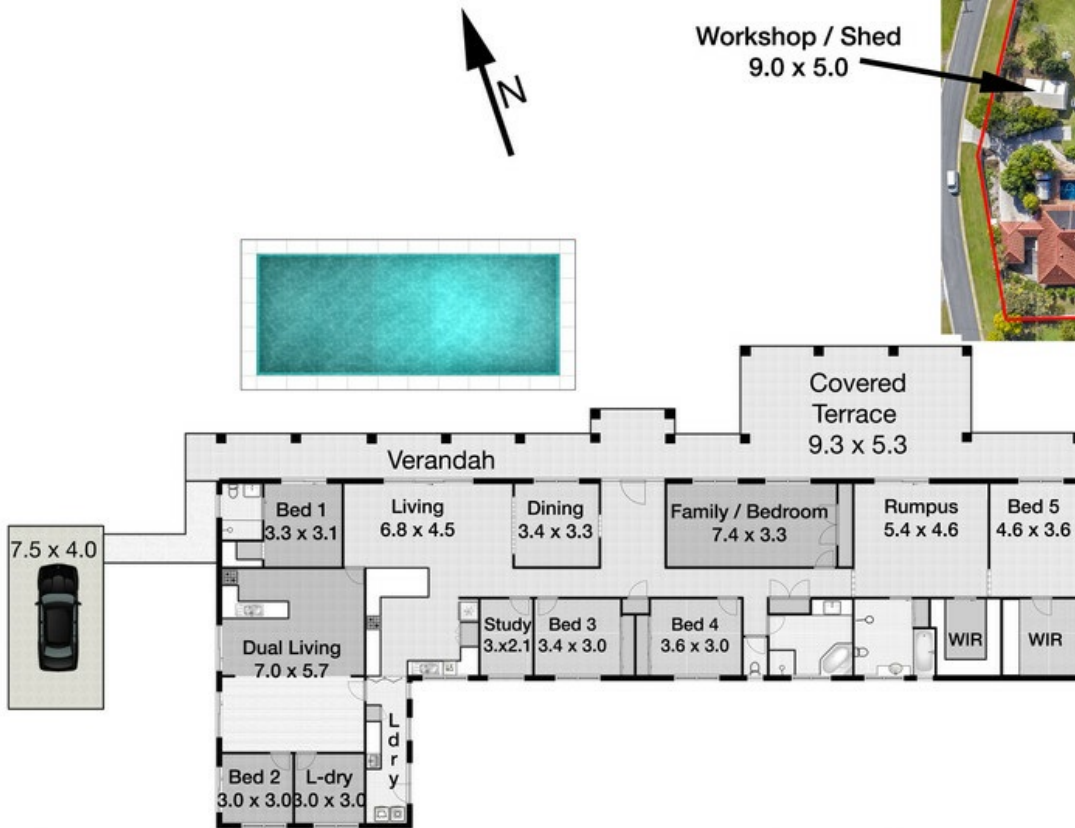 Workshop / Shed
9.0 x 5.0
N
Covered
Terrace
9.3 x 5.3
Verandah
Bed 1
3.3 x 3.1
Living
6.8 x 4.5
Dining
3.4 x 3.3
Family / Bedroom
7.4 x 3.3
Rumpus
5.4 x 4.6
Bed 5
4.6 x 3.6
7.5 x 4.0
Dual Living
7.0 x 5.7
Study
3.x2.1
Bed 3
3.4 x 3.0
Bed 4
3.6 x 3.0
WIR
WIR
Ldry
Bed 2
3.0 x 3.0
L-dry
3.0 x 3.0